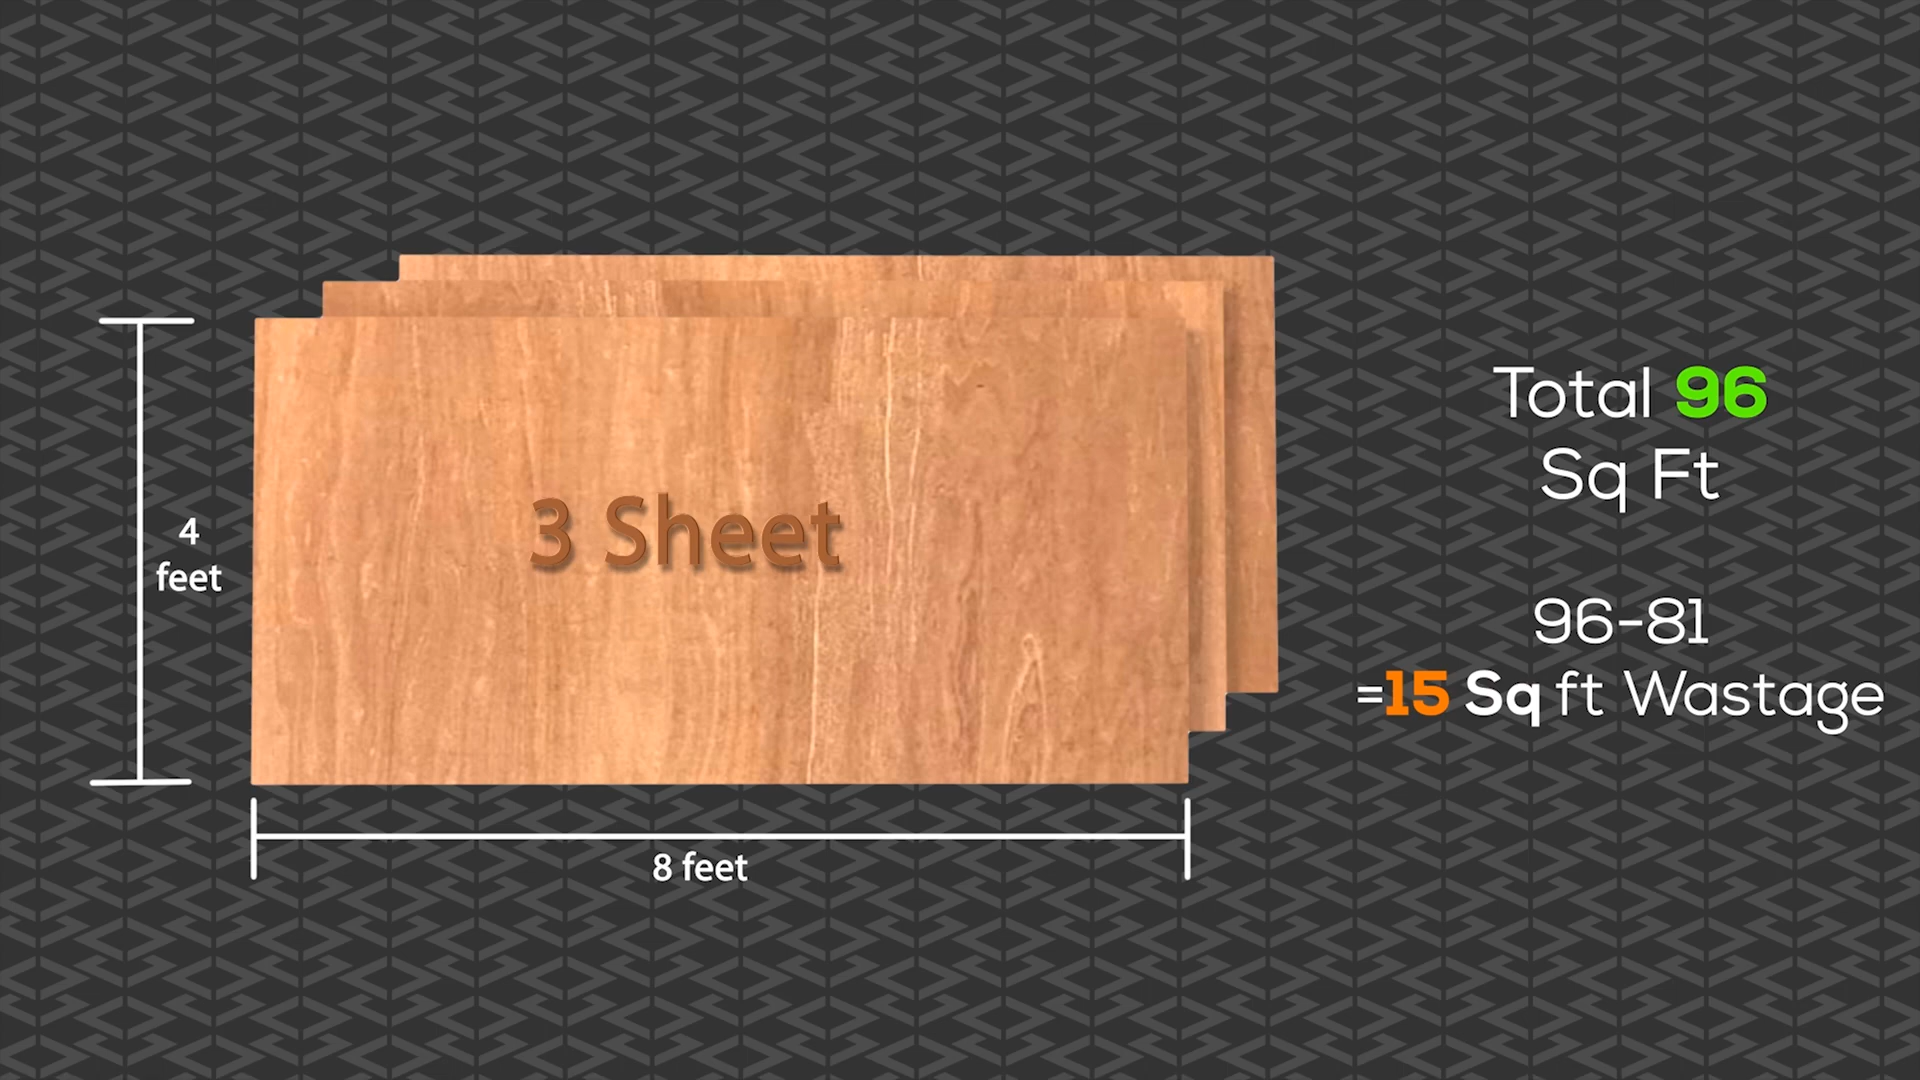 4
feet
3 Sheet
8 feet
Total 96
Sq Ft
96-81
=15 Sq ft Wastage